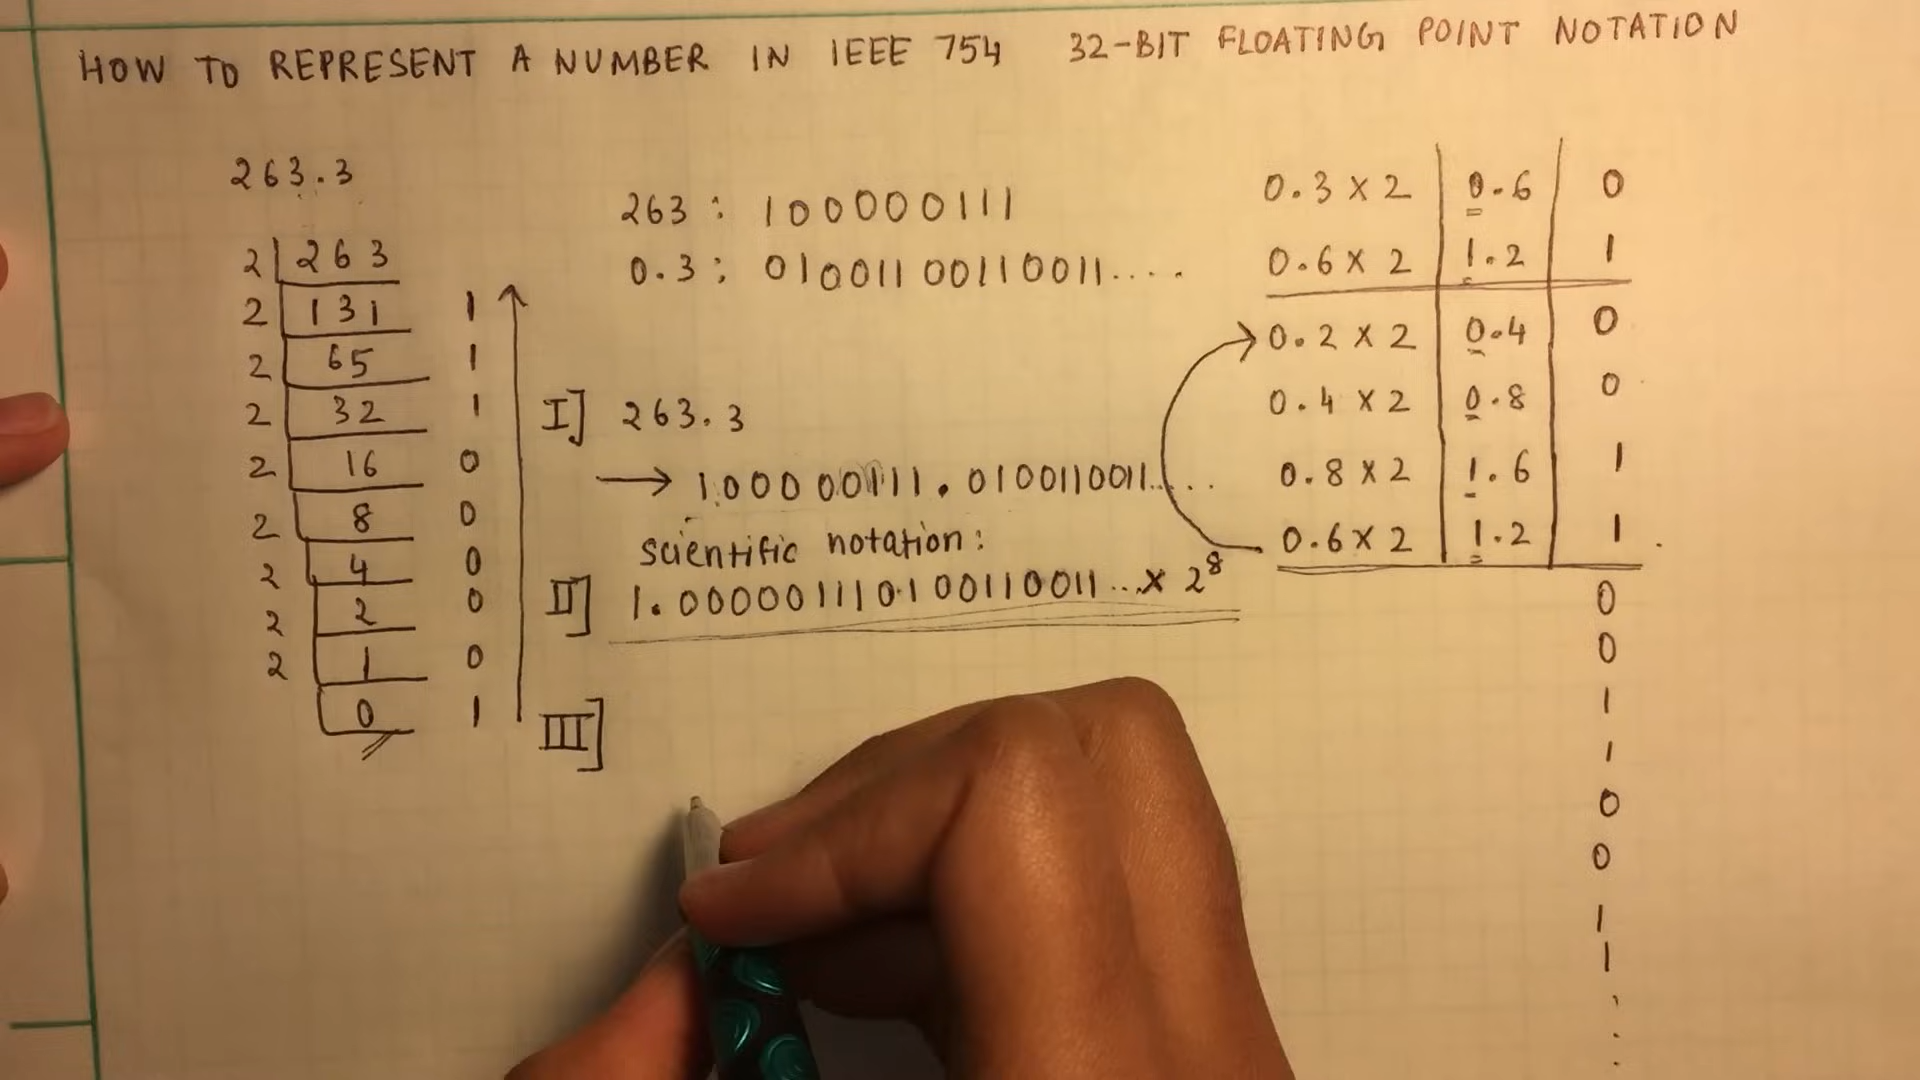 HOW TO REPRESENT A NUMBER IN IEEE 754 32-BIT FLOATING POINT NOTATION
263.3
2 263
2 131 1
2 65 1
2 32 1
2 16 0
2 8 0
2 4 0
2 2 0
2 1 0
0 1
263 : 100000111
0.3 : 01001100110011....
I] 263.3
→ 100000111.0100110011.....
scientific notation:
II] 1.000001110100110011...× 2⁸
III]
0.3 × 2 0.6 0
0.6 × 2 1.2 1
0.2 × 2 0.4 0
0.4 × 2 0.8 0
0.8 × 2 1.6 1
0.6 × 2 1.2 1
0
0
1
1
0
0
1
1